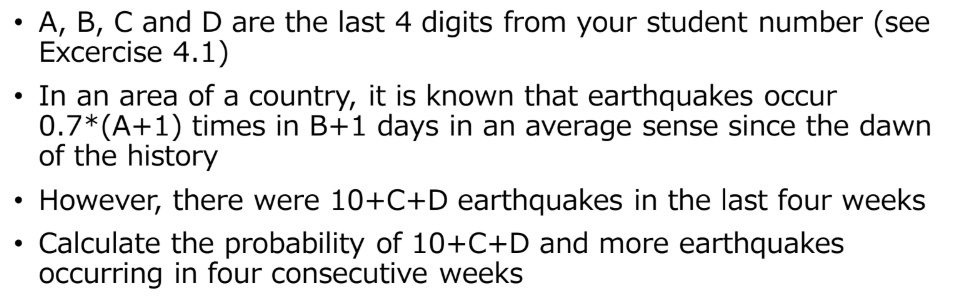 • A, B, C and D are the last 4 digits from your student number (see
Excercise 4.1)
• In an area of a country, it is known that earthquakes occur
0.7*(A+1) times in B+1 days in an average sense since the dawn
of the history
• However, there were 10+C+D earthquakes in the last four weeks
• Calculate the probability of 10+C+D and more earthquakes
occurring in four consecutive weeks